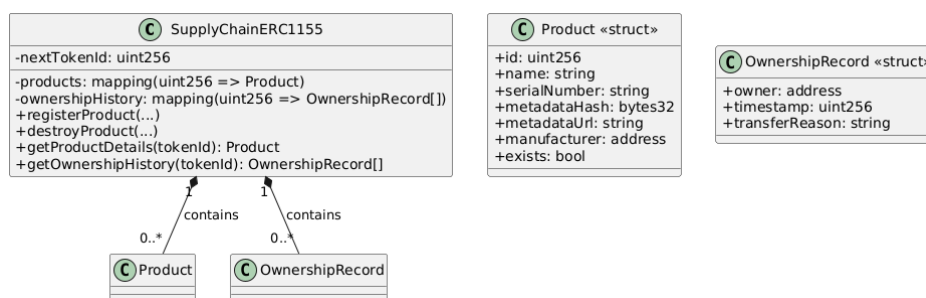 C SupplyChainERC1155
-nextTokenId: uint256
-products: mapping(uint256 => Product)
-ownershipHistory: mapping(uint256 => OwnershipRecord[])
+registerProduct(...)
+destroyProduct(...)
+getProductDetails(tokenId): Product
+getOwnershipHistory(tokenId): OwnershipRecord[]
C Product «struct»
+id: uint256
+name: string
+serialNumber: string
+metadataHash: bytes32
+metadataUrl: string
+manufacturer: address
+exists: bool
C OwnershipRecord «struct»
+owner: address
+timestamp: uint256
+transferReason: string
1
1
contains
contains
0..*
0..*
C Product
C OwnershipRecord